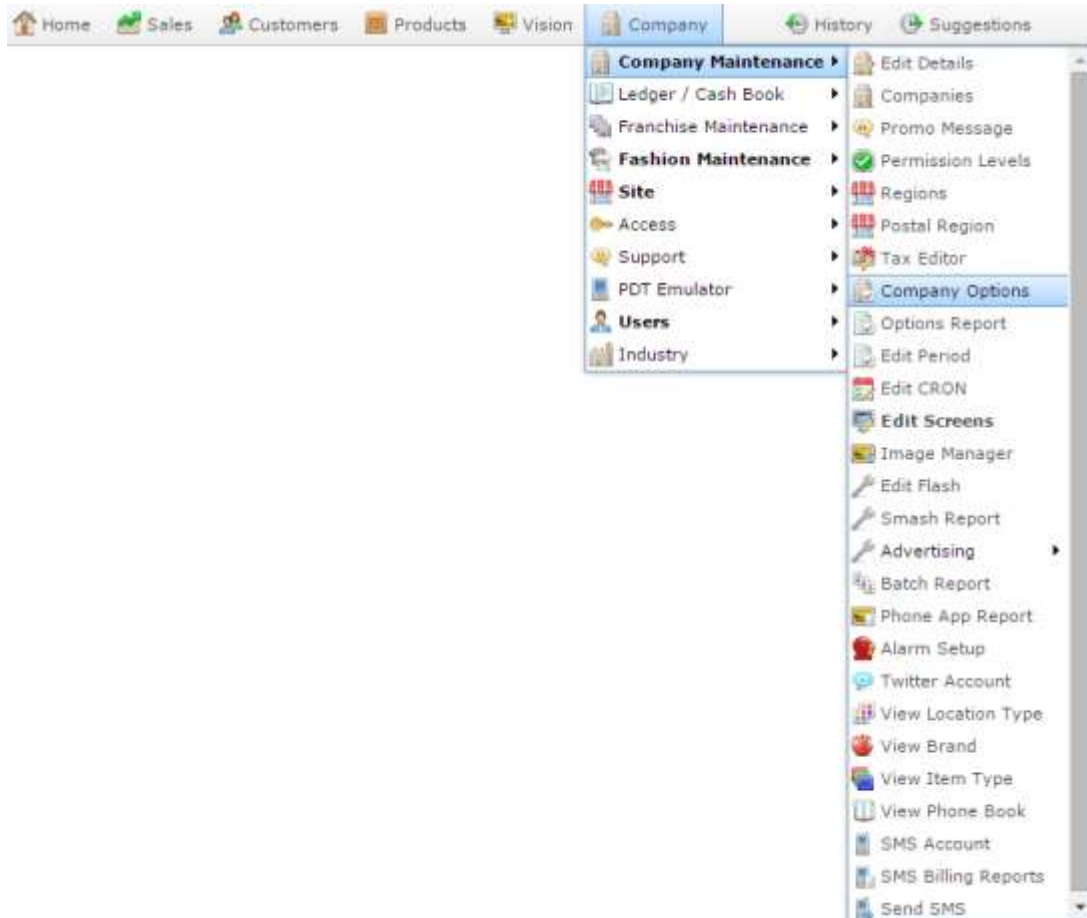 Home Sales Customers Products Vision Company History Suggestions
Company Maintenance
Ledger / Cash Book
Franchise Maintenance
Fashion Maintenance
Site
Access
Support
PDT Emulator
Users
Industry
Edit Details
Companies
Promo Message
Permission Levels
Regions
Postal Region
Tax Editor
Company Options
Options Report
Edit Period
Edit CRON
Edit Screens
Image Manager
Edit Flash
Smash Report
Advertising
Batch Report
Phone App Report
Alarm Setup
Twitter Account
View Location Type
View Brand
View Item Type
View Phone Book
SMS Account
SMS Billing Reports
Send SMS